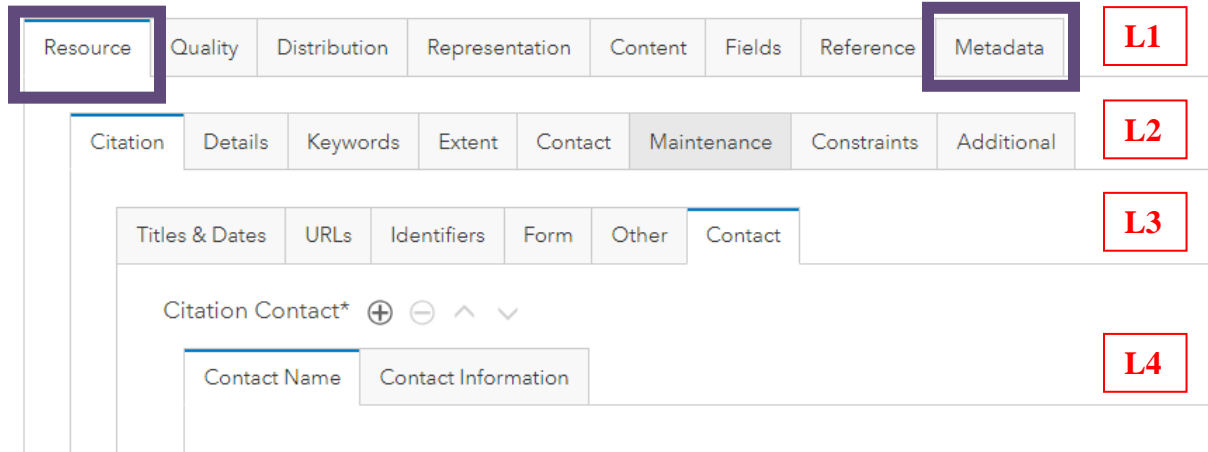 Resource Quality Distribution Representation Content Fields Reference Metadata L1
Citation Details Keywords Extent Contact Maintenance Constraints Additional L2
Titles & Dates URLs Identifiers Form Other Contact L3
Citation Contact*
Contact Name Contact Information L4